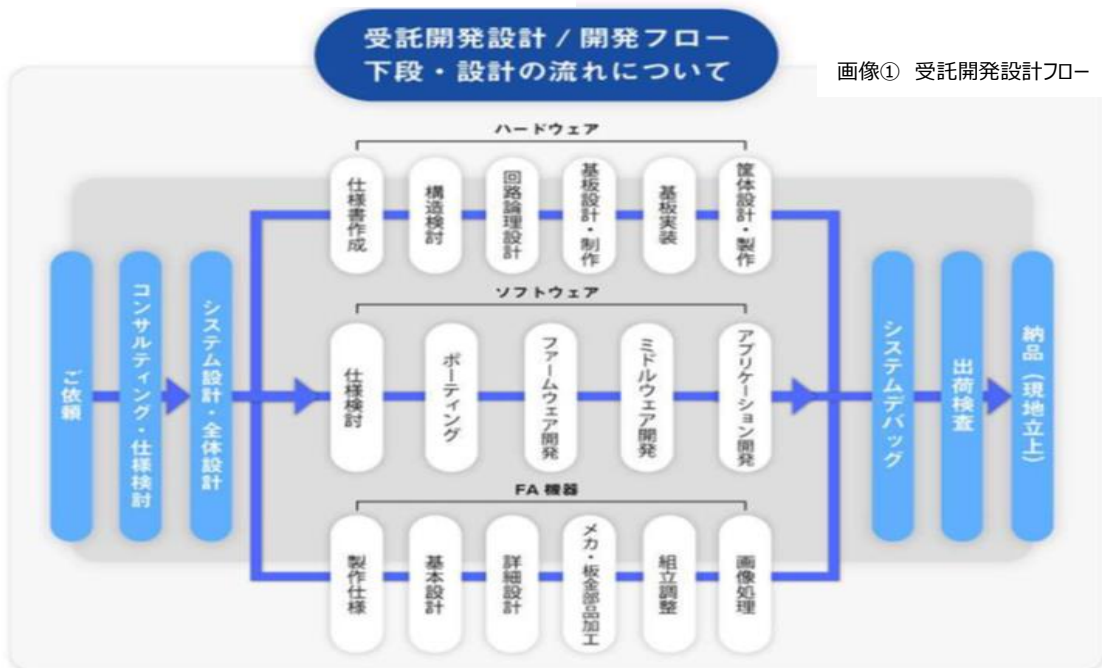 受託開発設計 / 開発フロー
下段・設計の流れについて
画像① 受託開発設計フロー
ハードウェア
仕様書作成
構造検討
回路論理設計
基板設計・制作
基板実装
筐体設計・製作
ご依頼
コンサルティング・仕様検討
システム設計・全体設計
ソフトウェア
仕様検討
ポーティング
ファームウェア開発
ミドルウェア開発
アプリケーション開発
システムデバッグ
出荷検査
納品（現地立上）
FA 機器
製作仕様
基本設計
詳細設計
メカ・板金部品加工
組立調整
画像処理